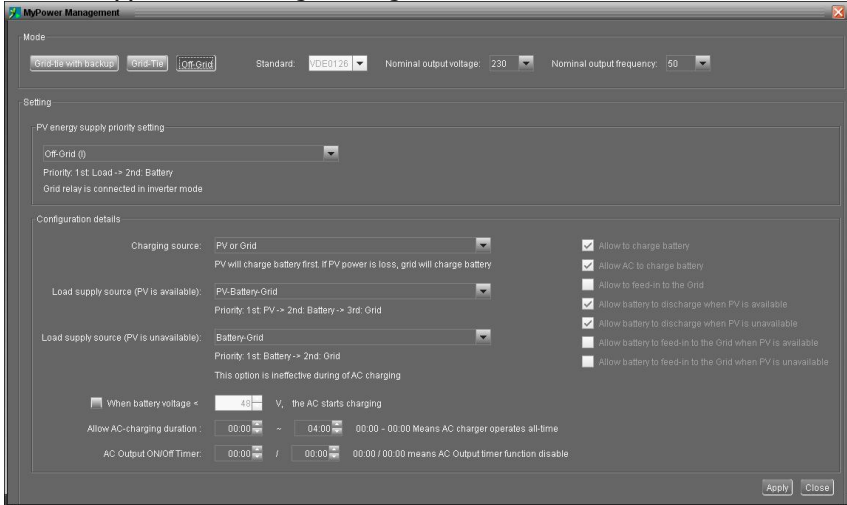 MyPower Management
Mode
Grid-tie with backup Grid-Tie Off-Grid Standard: VDE0126 Nominal output voltage: 230 Nominal output frequency: 50
Setting
PV energy supply priority setting
Off-Grid (I)
Priority: 1st: Load -> 2nd: Battery
Grid relay is connected in inverter mode
Configuration details
Charging source: PV or Grid
PV will charge battery first. If PV power is loss, grid will charge battery
Load supply source (PV is available): PV-Battery-Grid
Priority: 1st: PV -> 2nd: Battery -> 3rd: Grid
Load supply source (PV is unavailable): Battery-Grid
Priority: 1st: Battery -> 2nd: Grid
This option is ineffective during of AC charging
When battery voltage < 48 V, the AC starts charging
Allow AC-charging duration : 00:00 ~ 04:00 00:00 - 00:00 Means AC charger operates all-time
AC Output ON/Off Timer: 00:00 / 00:00 00:00 / 00:00 means AC Output timer function disable
Allow to charge battery
Allow AC to charge battery
Allow to feed-in to the Grid
Allow battery to discharge when PV is available
Allow battery to discharge when PV is unavailable
Allow battery to feed-in to the Grid when PV is available
Allow battery to feed-in to the Grid when PV is unavailable
Apply Close